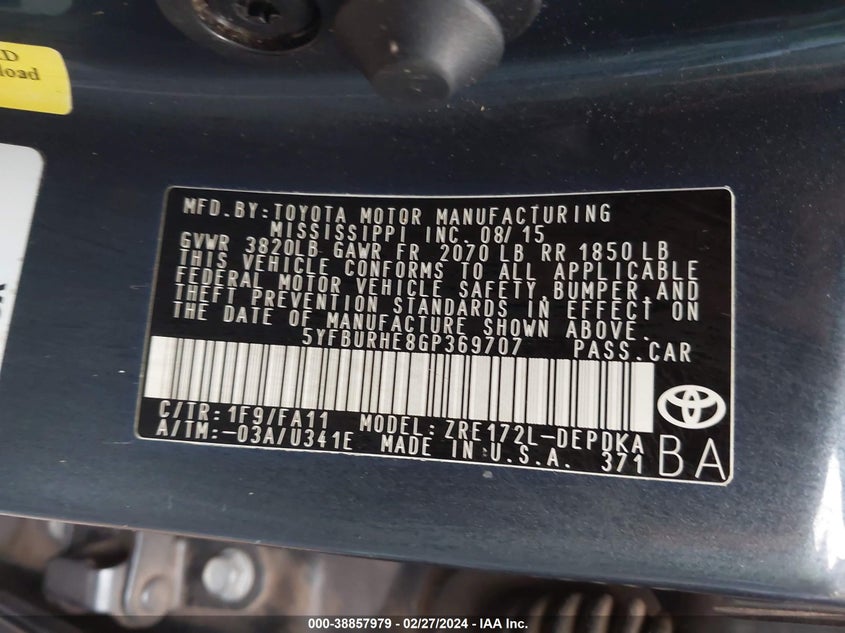 D
load
MFD.BY:TOYOTA MOTOR MANUFACTURING
MISSISSIPPI INC. 08/15
GVWR 3820LB GAWR FR 2070 LB RR 1850 LB
THIS VEHICLE CONFORMS TO ALL APPLICABLE
FEDERAL MOTOR VEHICLE SAFETY,BUMPER,AND
THEFT PREVENTION STANDARDS IN EFFECT ON
THE DATE OF MANUFACTURE SHOWN ABOVE.
5YFBURHE8GP369707 PASS.CAR
C/TR:1F9/FA11 MODEL:ZRE172L-DEPDKA
A/TM:-03A/U341E MADE IN U.S.A. 371
BA
000-38857979 - 02/27/2024 - IAA Inc.